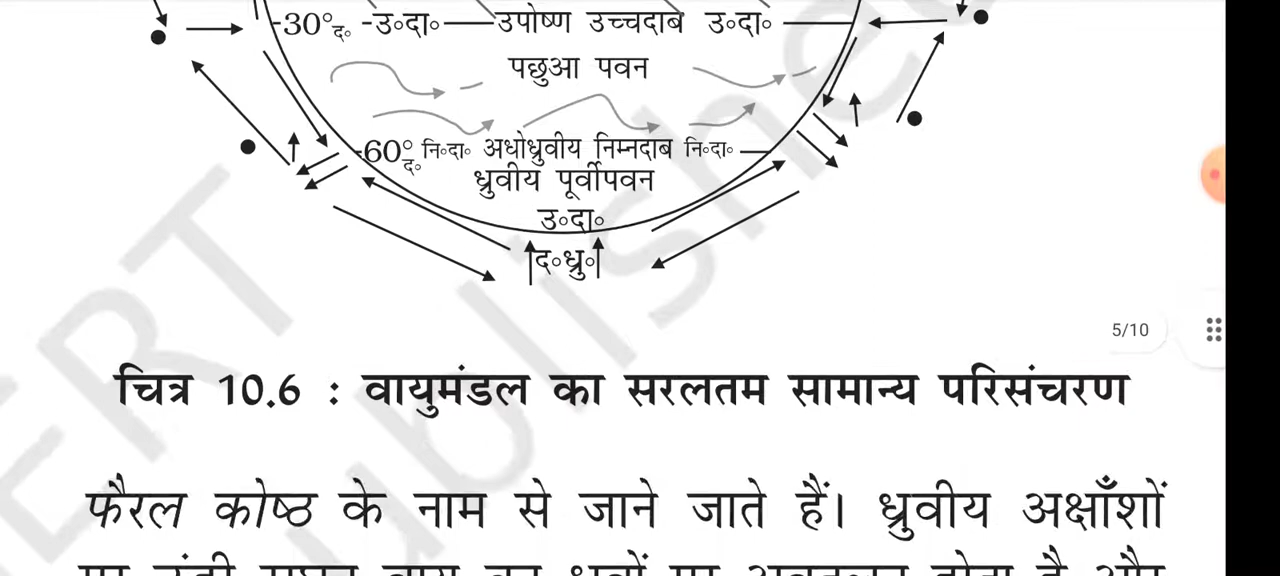 -30° द॰ -उ॰दा॰ उपोष्ण उच्चदाब उ॰दा॰
पछुआ पवन
-60° द॰ नि॰दा॰ अधोध्रुवीय निम्नदाब नि॰दा॰
ध्रुवीय पूर्वीपवन
उ॰दा॰
द॰ध्रु॰
5/10
चित्र 10.6 : वायुमंडल का सरलतम सामान्य परिसंचरण
फैरल कोष्ठ के नाम से जाने जाते हैं। ध्रुवीय अक्षाँशों